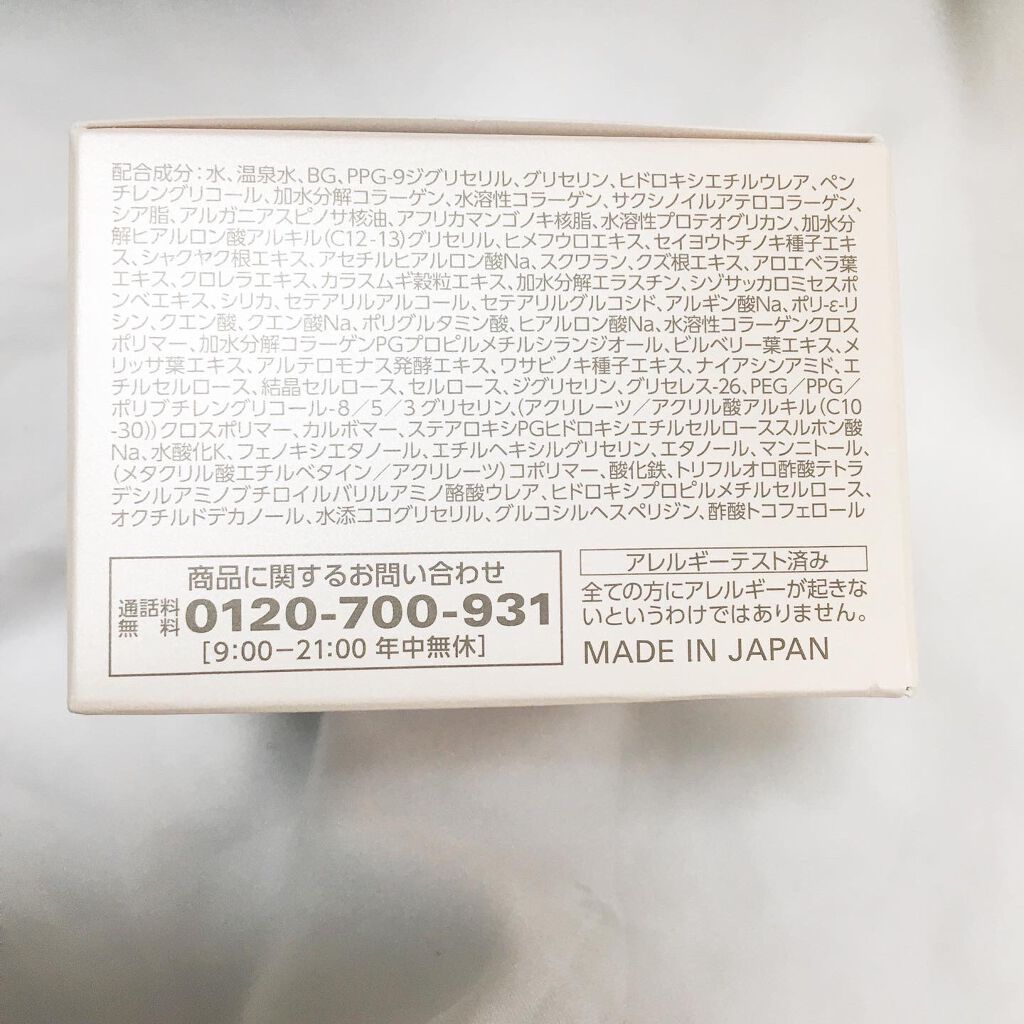 配合成分：水、温泉水、BG、PPG-9ジグリセリル、グリセリン、ヒドロキシエチルウレア、ペン
チレングリコール、加水分解コラーゲン、水溶性コラーゲン、サクシノイルアテロコラーゲン、
シア脂、アルガニアスピノサ核油、アフリカマンゴノキ核脂、水溶性プロテオグリカン、加水分
解ヒアルロン酸アルキル(C12-13)グリセリル、ヒメフウロエキス、セイヨウトチノキ種子エキ
ス、シャクヤク根エキス、アセチルヒアルロン酸Na、スクワラン、クズ根エキス、アロエベラ葉
エキス、クロレラエキス、カラスムギ穀粒エキス、加水分解エラスチン、シゾサッカロミセスポ
ンベエキス、シリカ、セテアリルアルコール、セテアリルグルコシド、アルギン酸Na、ポリ-ε-リ
シン、クエン酸、クエン酸Na、ポリグルタミン酸、ヒアルロン酸Na、水溶性コラーゲンクロス
ポリマー、加水分解コラーゲンPGプロピルメチルシランジオール、ビルベリー葉エキス、メ
リッサ葉エキス、アルテロモナス発酵エキス、ワサビノキ種子エキス、ナイアシンアミド、エ
チルセルロース、結晶セルロース、セルロース、ジグリセリン、グリセレス-26、PEG／PPG／
ポリブチレングリコール-8／5／3グリセリン、(アクリレーツ／アクリル酸アルキル(C10
-30))クロスポリマー、カルボマー、ステアロキシPGヒドロキシエチルセルローススルホン酸
Na、水酸化K、フェノキシエタノール、エチルヘキシルグリセリン、エタノール、マンニトール、
(メタクリル酸エチルベタイン／アクリレーツ)コポリマー、酸化鉄、トリフルオロ酢酸テトラ
デシルアミノブチロイルバリルアミノ酪酸ウレア、ヒドロキシプロピルメチルセルロース、
オクチルドデカノール、水添ココグリセリル、グルコシルヘスペリジン、酢酸トコフェロール
商品に関するお問い合わせ
通話料無料 0120-700-931
[9:00－21:00 年中無休]
アレルギーテスト済み
全ての方にアレルギーが起きな
いというわけではありません。
MADE IN JAPAN